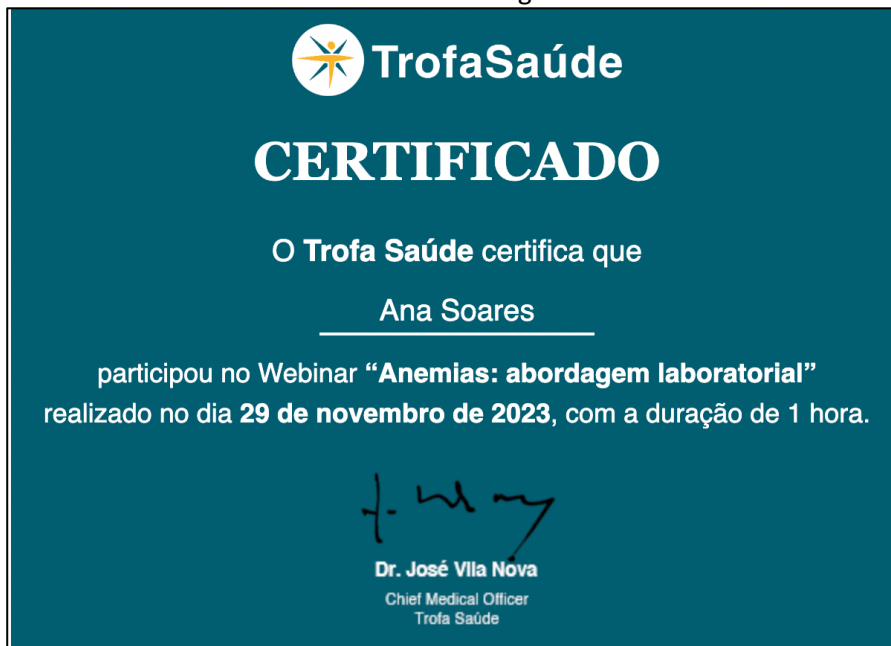 TrofaSaúde
CERTIFICADO
O Trofa Saúde certifica que
Ana Soares
participou no Webinar “Anemias: abordagem laboratorial”
realizado no dia 29 de novembro de 2023, com a duração de 1 hora.
Dr. José Vila Nova
Chief Medical Officer
Trofa Saúde